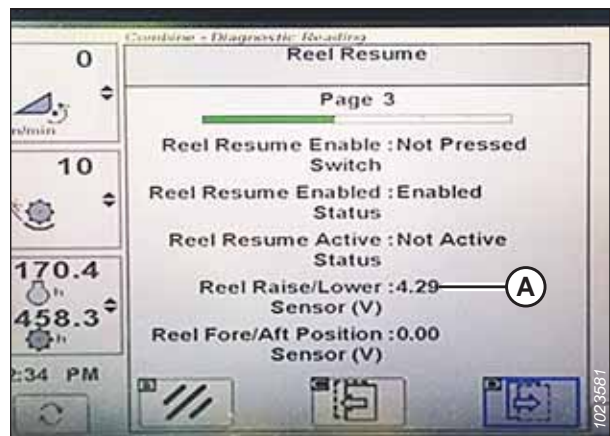 Combine - Diagnostic Reading
Reel Resume
Page 3
Reel Resume Enable :Not Pressed
Switch
Reel Resume Enabled :Enabled
Status
Reel Resume Active :Not Active
Status
Reel Raise/Lower :4.29
Sensor (V)
Reel Fore/Aft Position :0.00
Sensor (V)
A
0
10
170.4
h
458.3
h
2:34 PM
1023581